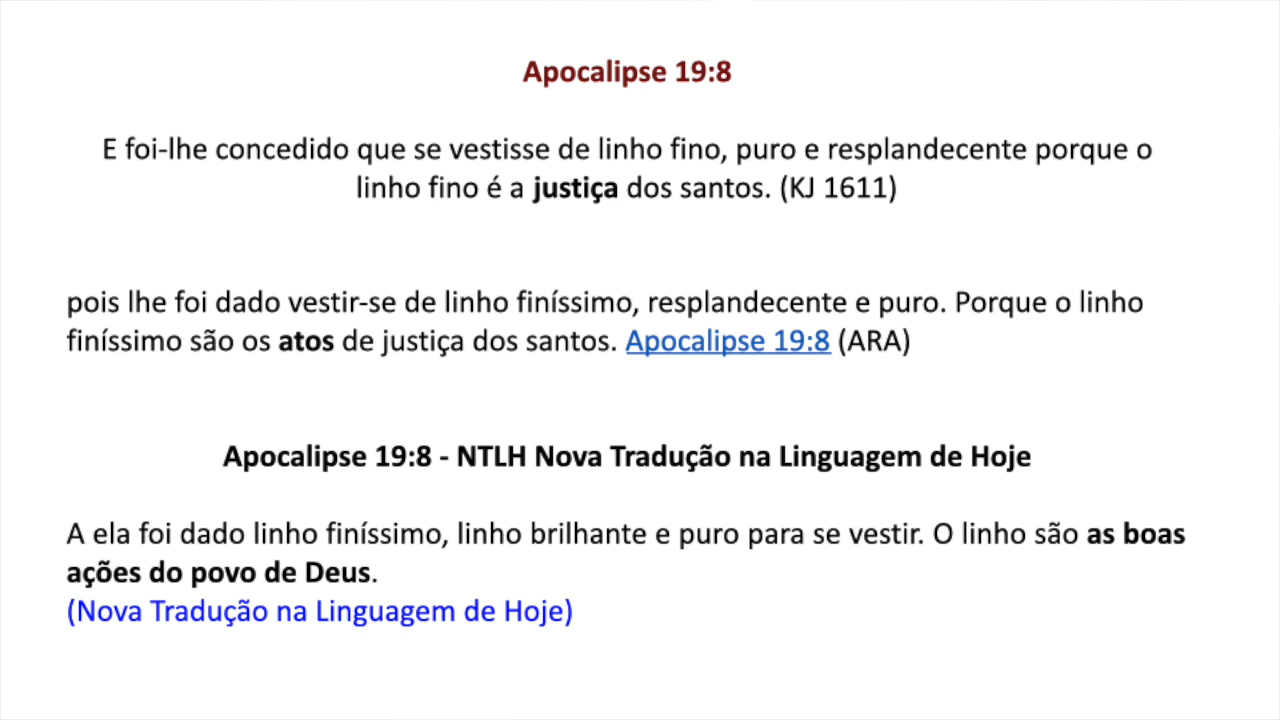 Apocalipse 19:8
E foi-lhe concedido que se vestisse de linho fino, puro e resplandecente porque o
linho fino é a justiça dos santos. (KJ 1611)
pois lhe foi dado vestir-se de linho finíssimo, resplandecente e puro. Porque o linho
finíssimo são os atos de justiça dos santos. Apocalipse 19:8 (ARA)
Apocalipse 19:8 - NTLH Nova Tradução na Linguagem de Hoje
A ela foi dado linho finíssimo, linho brilhante e puro para se vestir. O linho são as boas
ações do povo de Deus.
(Nova Tradução na Linguagem de Hoje)